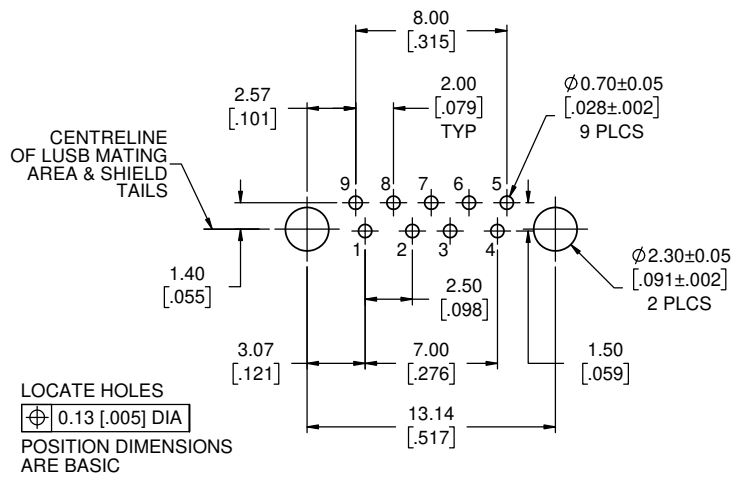 8.00
[.315]
2.57
[.101]
2.00
[.079]
TYP
Ø0.70±0.05
[.028±.002]
9 PLCS
CENTRELINE
OF LUSB MATING
AREA & SHIELD
TAILS
9 8 7 6 5
1 2 3 4
1.40
[.055]
2.50
[.098]
Ø2.30±0.05
[.091±.002]
2 PLCS
3.07
[.121]
7.00
[.276]
1.50
[.059]
13.14
[.517]
LOCATE HOLES
⌖ 0.13 [.005] DIA
POSITION DIMENSIONS
ARE BASIC